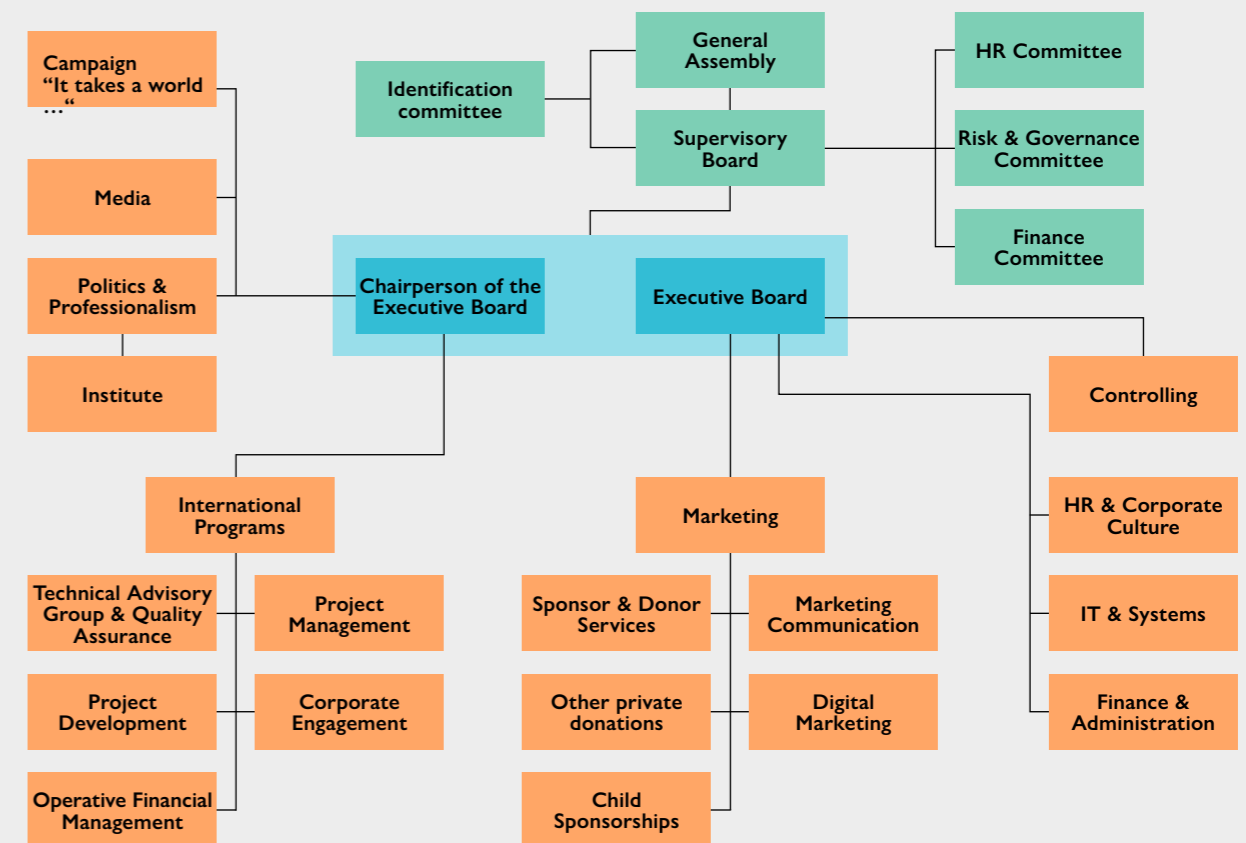 Campaign
“It takes a world
…“
General
Assembly
HR Committee
Identification
committee
Supervisory
Board
Risk & Governance
Committee
Media
Finance
Committee
Politics &
Professionalism
Chairperson of the
Executive Board
Executive Board
Institute
Controlling
International
Programs
Marketing
HR & Corporate
Culture
Technical Advisory
Group & Quality
Assurance
Project
Management
Sponsor & Donor
Services
Marketing
Communication
IT & Systems
Project
Development
Corporate
Engagement
Other private
donations
Digital
Marketing
Finance &
Administration
Operative Financial
Management
Child
Sponsorships